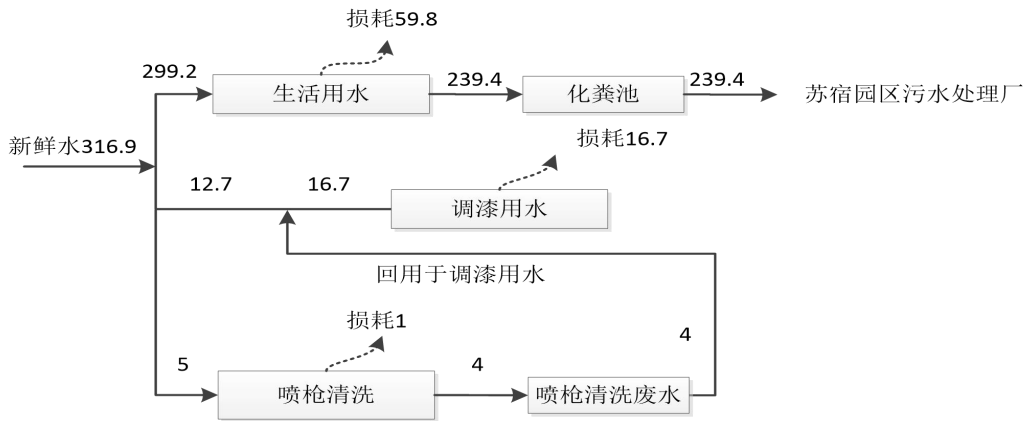 损耗59.8
299.2
生活用水
239.4
化粪池
239.4
苏宿园区污水处理厂
新鲜水316.9
损耗16.7
12.7
16.7
调漆用水
回用于调漆用水
损耗1
5
喷枪清洗
4
喷枪清洗废水
4